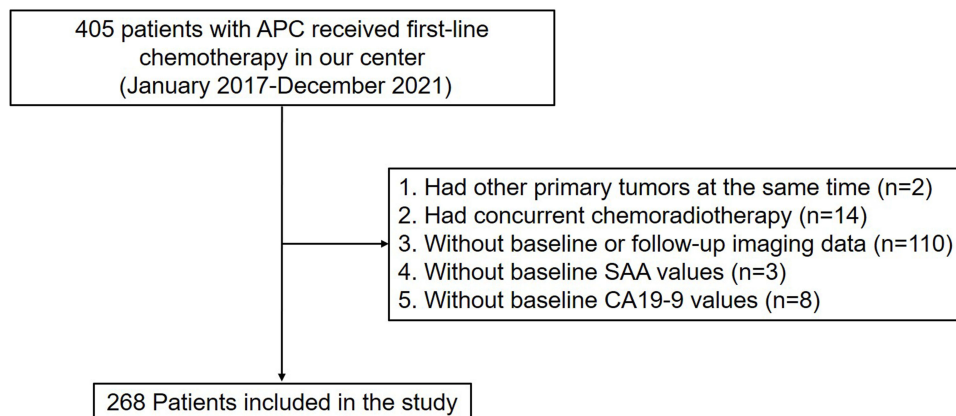 405 patients with APC received first-line
chemotherapy in our center
(January 2017-December 2021)
1. Had other primary tumors at the same time (n=2)
2. Had concurrent chemoradiotherapy (n=14)
3. Without baseline or follow-up imaging data (n=110)
4. Without baseline SAA values (n=3)
5. Without baseline CA19-9 values (n=8)
268 Patients included in the study